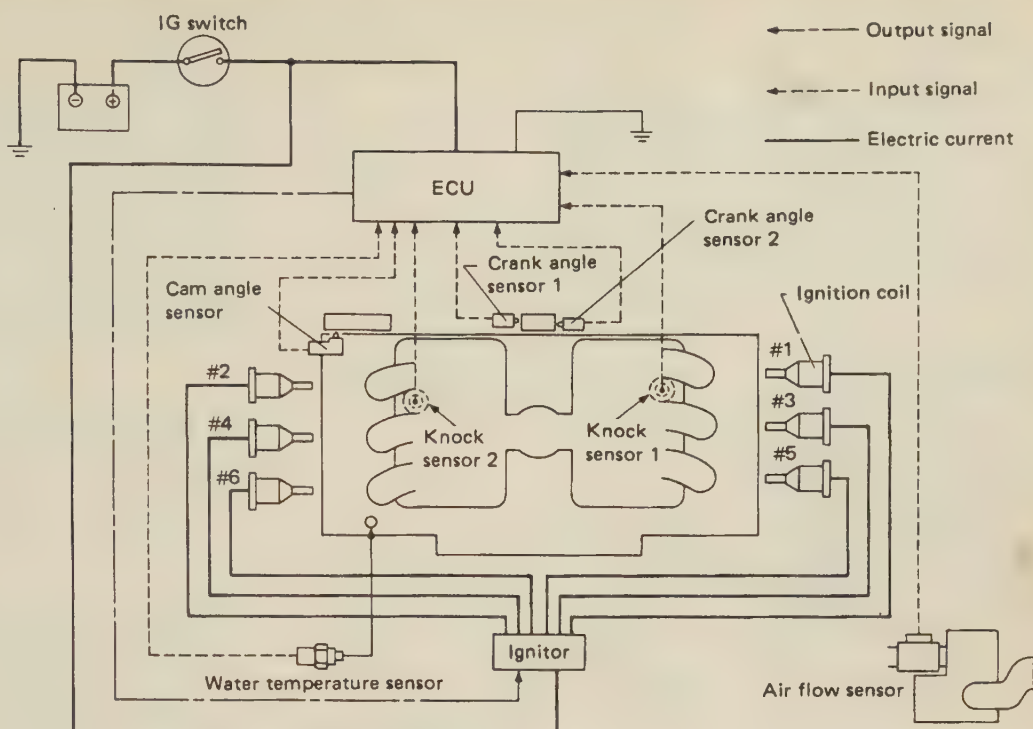 IG switch
Output signal
Input signal
Electric current
ECU
Crank angle
sensor 2
Crank angle
sensor 1
Cam angle
sensor
Ignition coil
#1
#2
#3
#4
Knock
sensor 2
Knock
sensor 1
#5
#6
Ignitor
Water temperature sensor
Air flow sensor